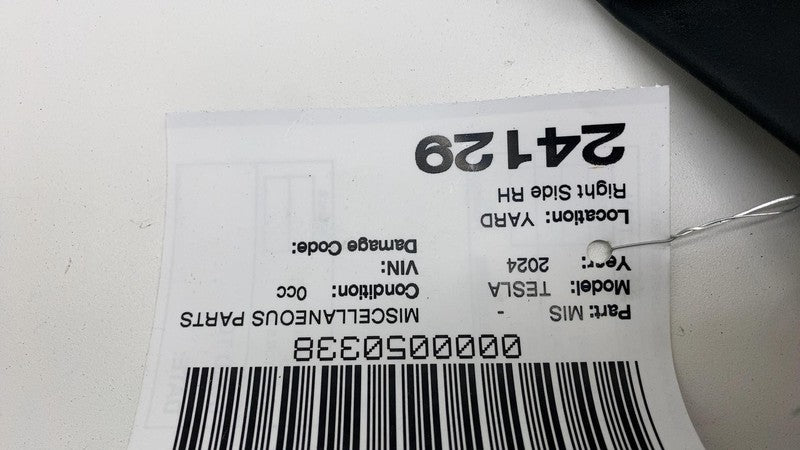 0000050338
Part: MIS - MISCELLANEOUS PARTS
Model: TESLA Condition: 0cc
Year: 2024 VIN:
Damage Code:
Location: YARD
Right Side RH
24129